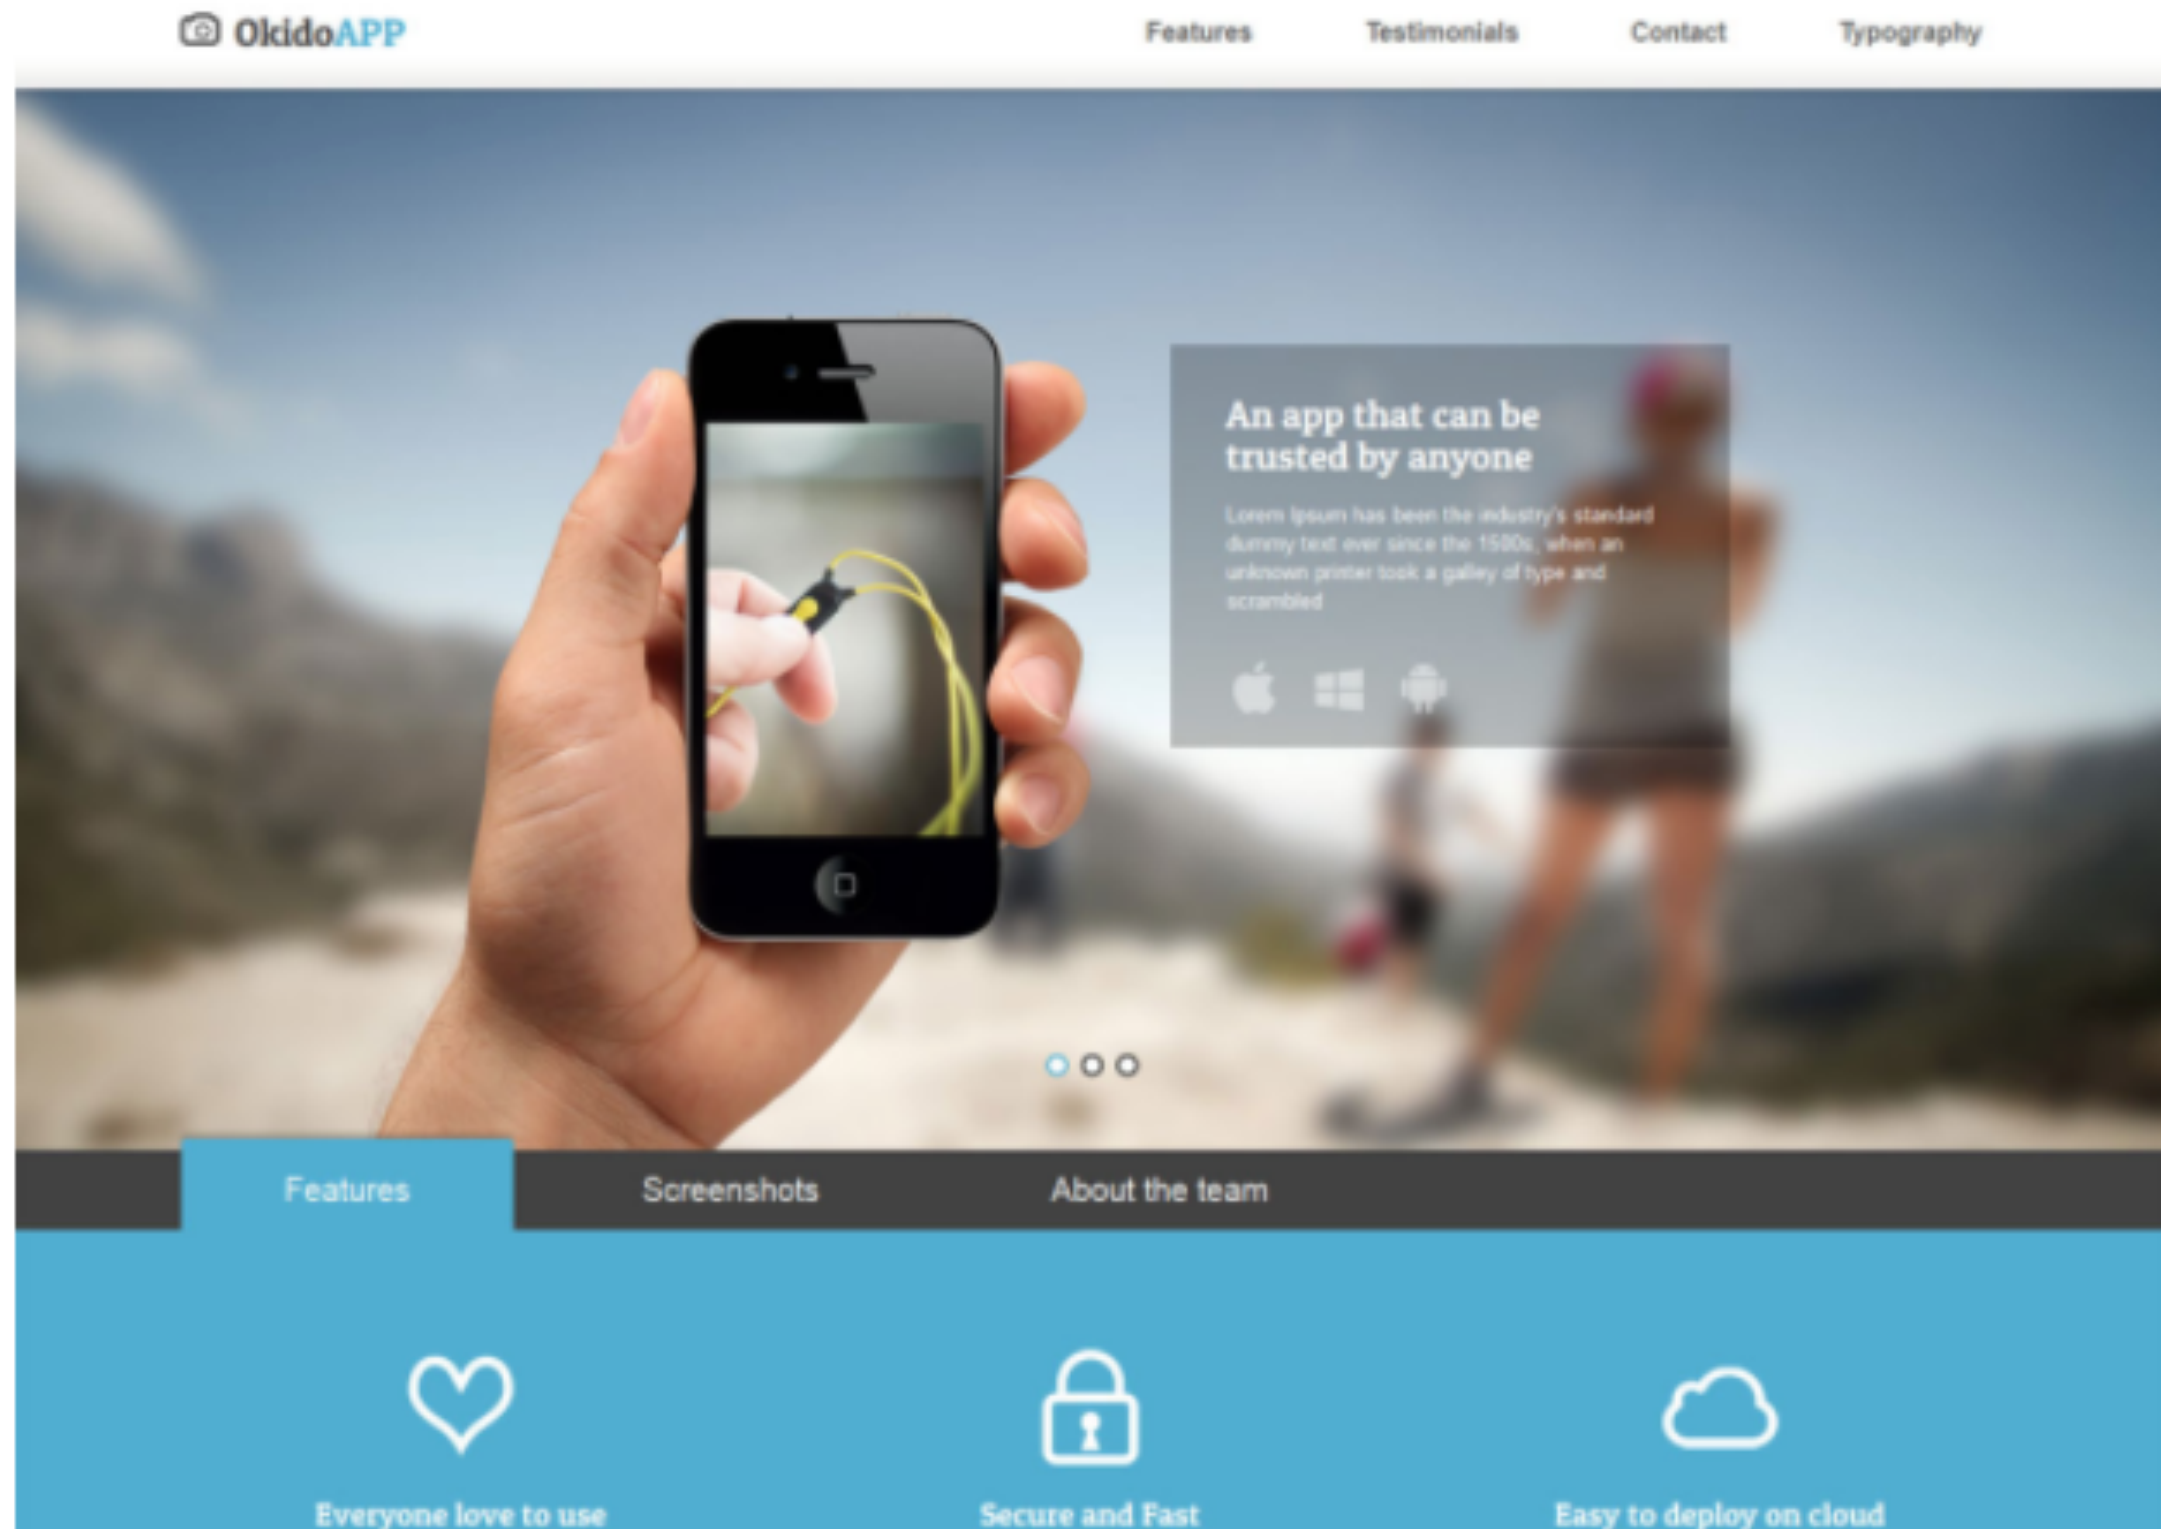 OkidoAPP
Features
Testimonials
Contact
Typography
An app that can be
trusted by anyone
Lorem Ipsum has been the industry's standard
dummy text ever since the 1500s, when an
unknown printer took a galley of type and
scrambled
Features
Screenshots
About the team
Everyone love to use
Secure and Fast
Easy to deploy on cloud